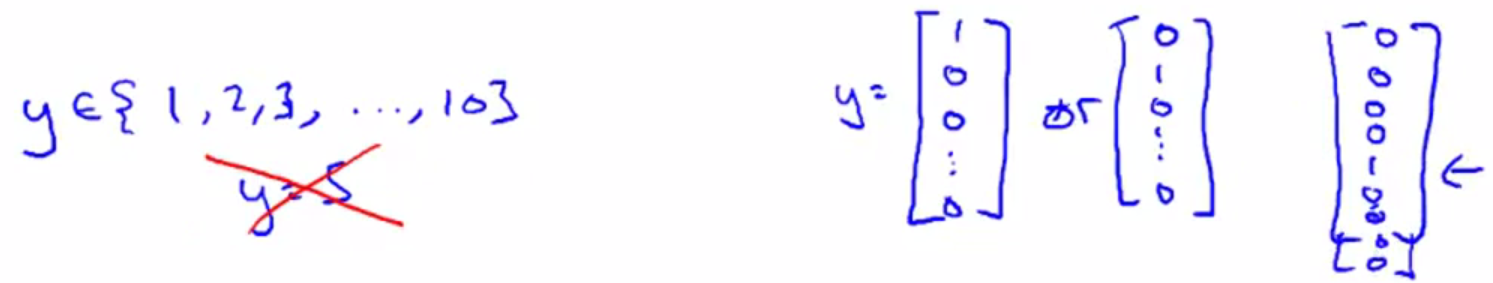 y ∈ { 1, 2, 3, ..., 10}
y = 5
y = [1 0 0 ⋮ 0] or [0 1 0 ⋮ 0] [0 0 0 0 1 0 0 0 0] ←